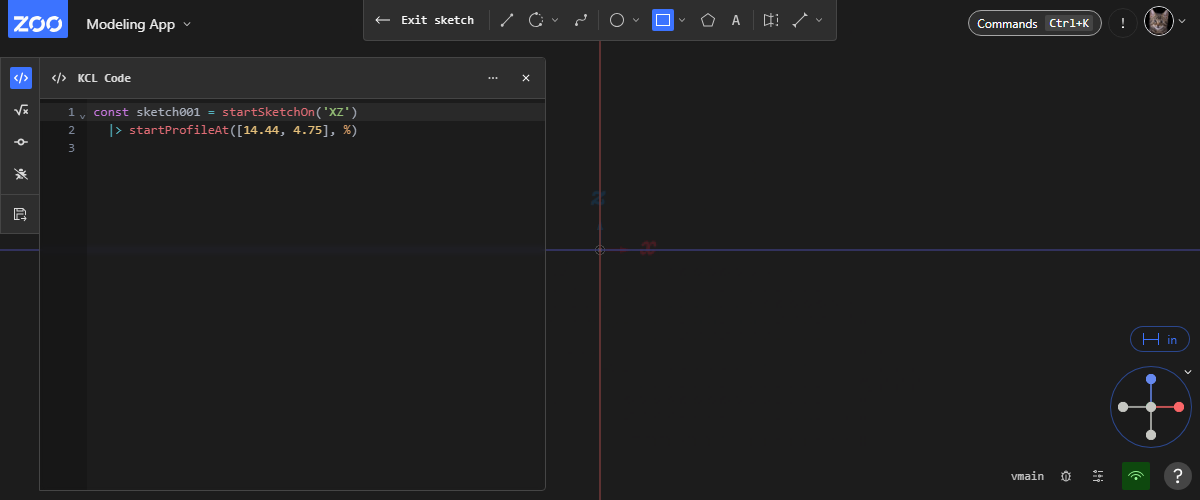 ZOO
Modeling App
Exit sketch
A
Commands Ctrl+K
!
</> KCL Code
1 const sketch001 = startSketchOn('XZ')
2 |> startProfileAt([14.44, 4.75], %)
3
z
x
in
vmain
?